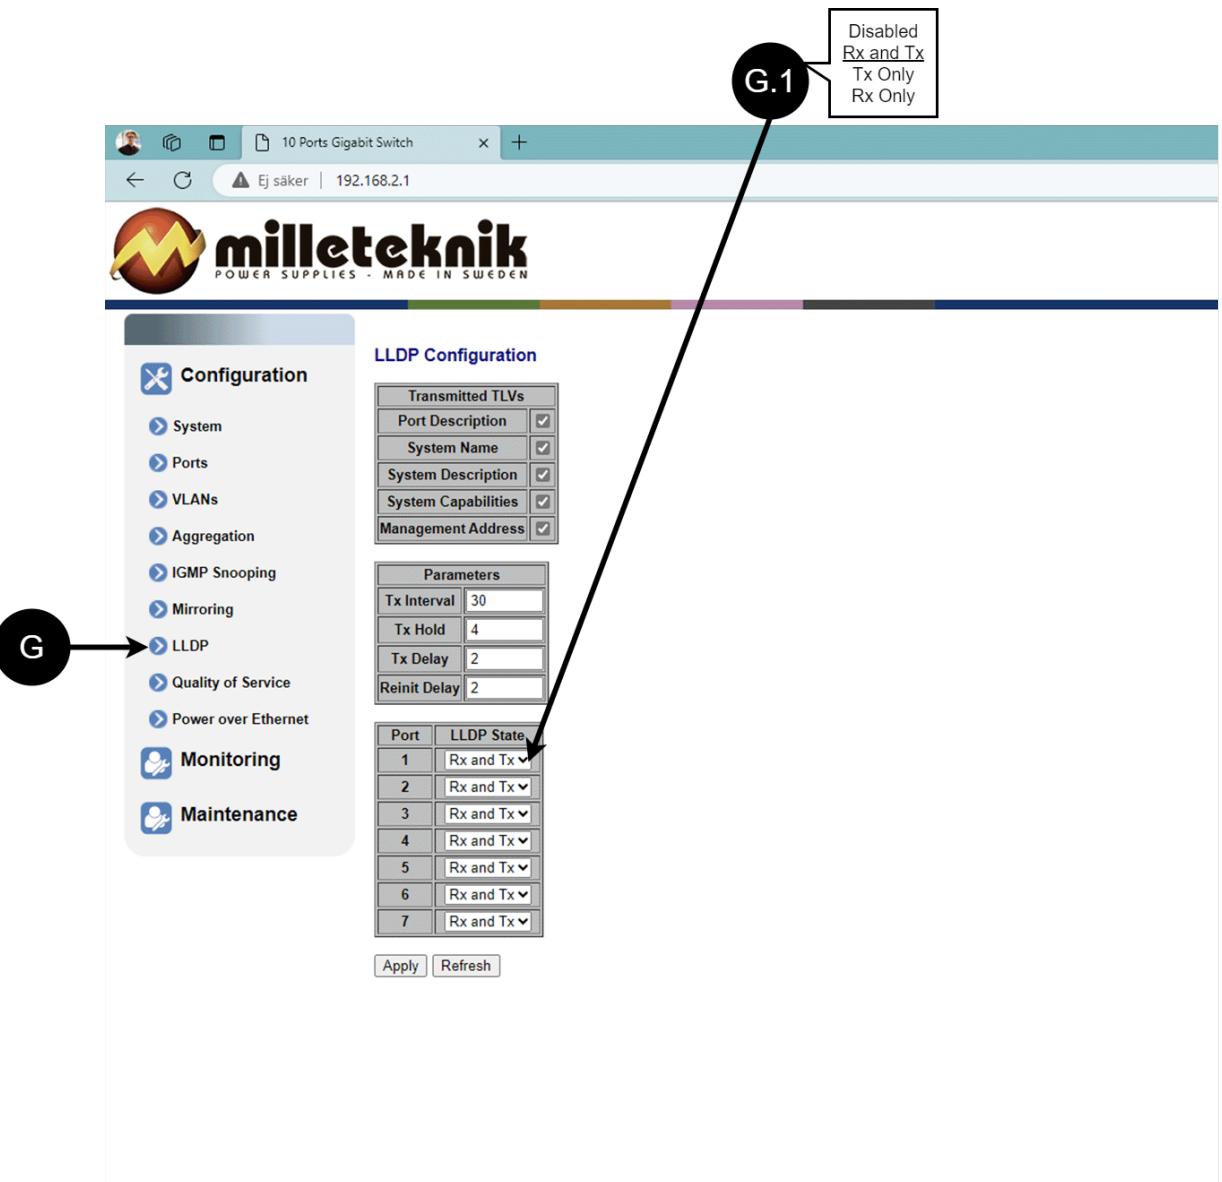 Disabled
Rx and Tx
Tx Only
Rx Only
G.1
10 Ports Gigabit Switch
Ej säker | 192.168.2.1
milleteknik
POWER SUPPLIES - MADE IN SWEDEN
Configuration
System
Ports
VLANs
Aggregation
IGMP Snooping
Mirroring
G
LLDP
Quality of Service
Power over Ethernet
Monitoring
Maintenance
LLDP Configuration
Transmitted TLVs
Port Description
System Name
System Description
System Capabilities
Management Address
Parameters
Tx Interval 30
Tx Hold 4
Tx Delay 2
Reinit Delay 2
Port LLDP State
1 Rx and Tx
2 Rx and Tx
3 Rx and Tx
4 Rx and Tx
5 Rx and Tx
6 Rx and Tx
7 Rx and Tx
Apply Refresh